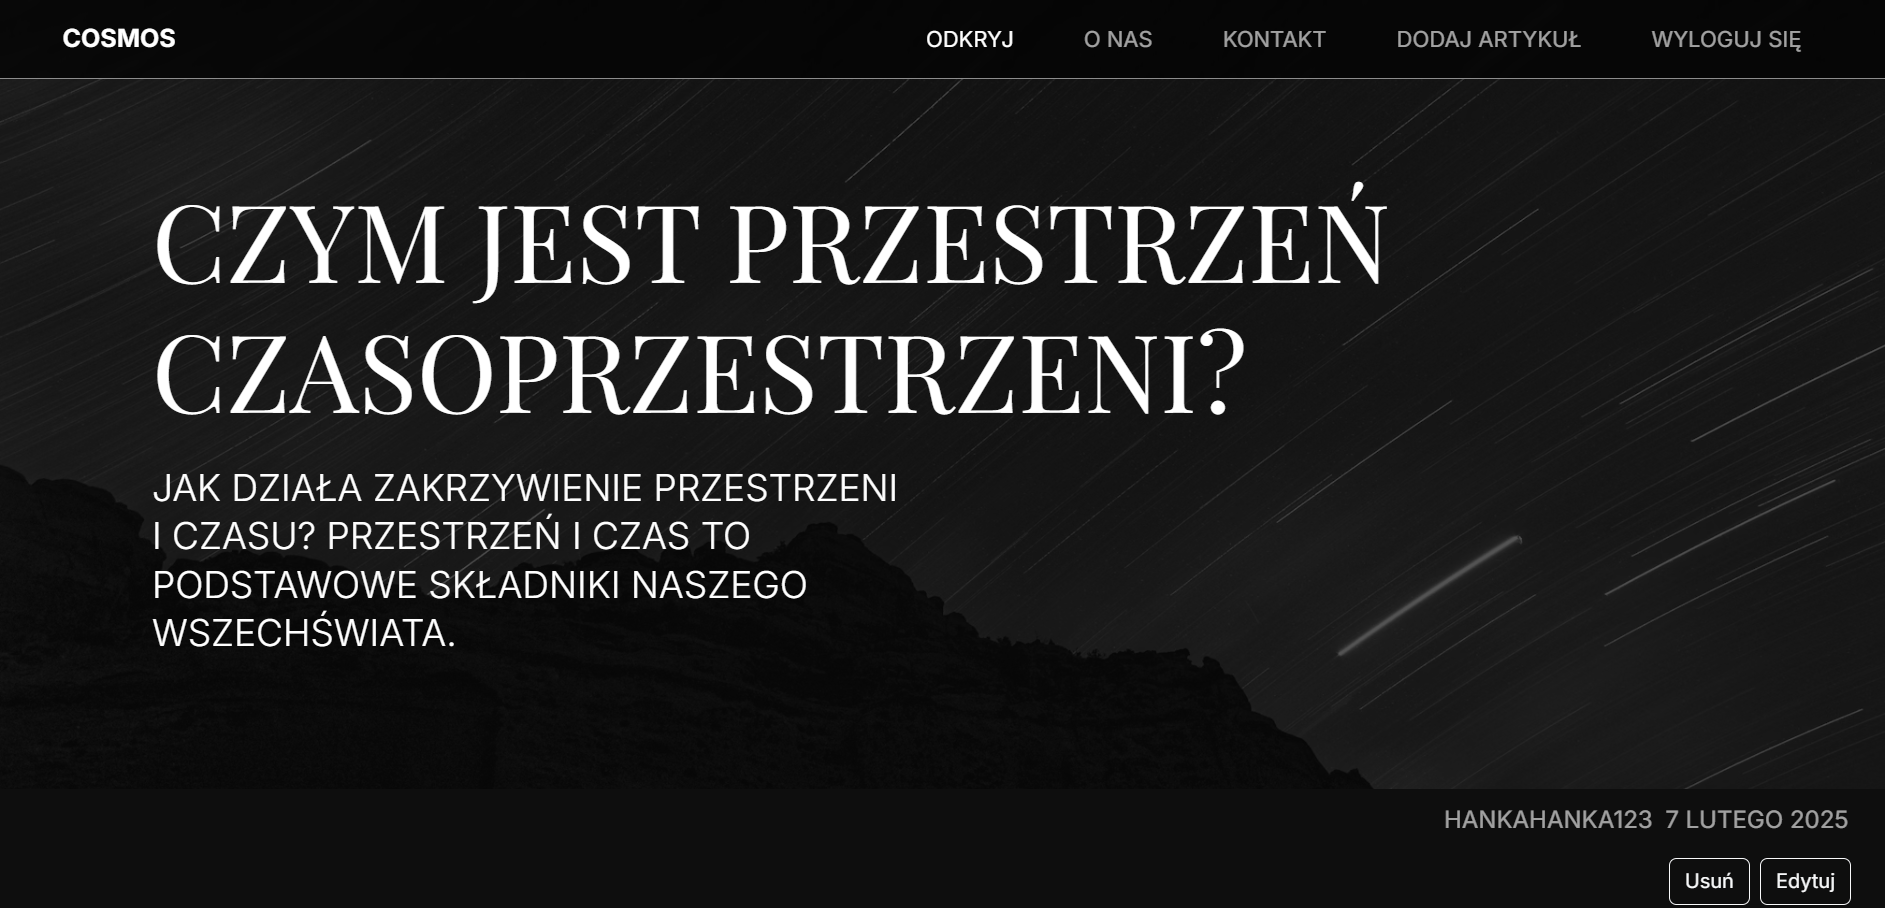 COSMOS
ODKRYJ
O NAS
KONTAKT
DODAJ ARTYKUŁ
WYLOGUJ SIĘ
CZYM JEST PRZESTRZEŃ
CZASOPRZESTRZENI?
JAK DZIAŁA ZAKRZYWIENIE PRZESTRZENI
I CZASU? PRZESTRZEŃ I CZAS TO
PODSTAWOWE SKŁADNIKI NASZEGO
WSZECHŚWIATA.
HANKAHANKA123 7 LUTEGO 2025
Usuń
Edytuj